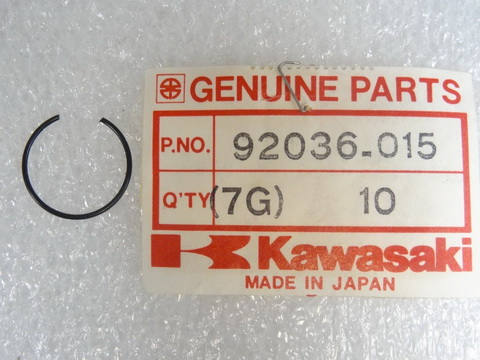 GENUINE PARTS
P.NO. 92036-015
Q'TY (7G) 10
Kawasaki
MADE IN JAPAN